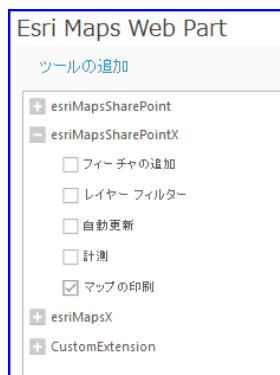 Esri Maps Web Part
ツールの追加
esriMapsSharePoint
esriMapsSharePointX
フィーチャの追加
レイヤー フィルター
自動更新
計測
マップの印刷
esriMapsX
CustomExtension